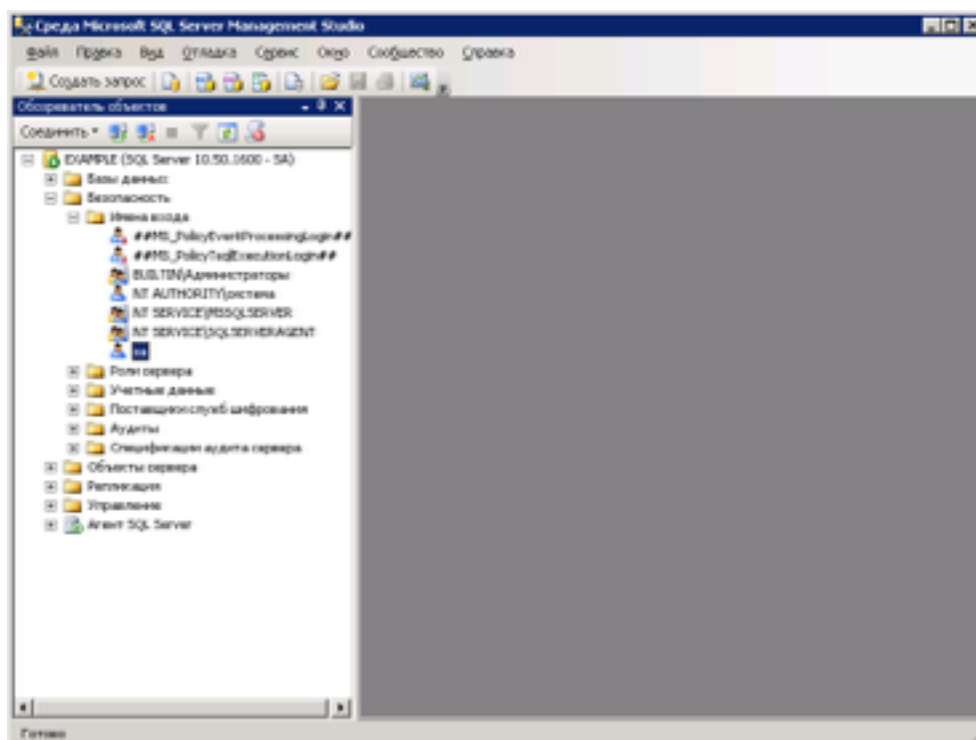 Среда Microsoft SQL Server Management Studio
Файл Правка Вид Отладка Сервис Окно Сообщество Справка
Создать запрос
Обозреватель объектов
Соединить
EXAMPLE (SQL Server 10.50.1600 - SA)
Базы данных
Безопасность
Имена входа
##MS_PolicyEventProcessingLogin##
##MS_PolicyTsqlExecutionLogin##
BUILTIN\Администраторы
NT AUTHORITY\система
NT SERVICE\MSSQLSERVER
NT SERVICE\SQLSERVERAGENT
sa
Роли сервера
Учетные данные
Поставщики служб шифрования
Аудиты
Спецификации аудита сервера
Объекты сервера
Репликация
Управление
Агент SQL Server
Готово